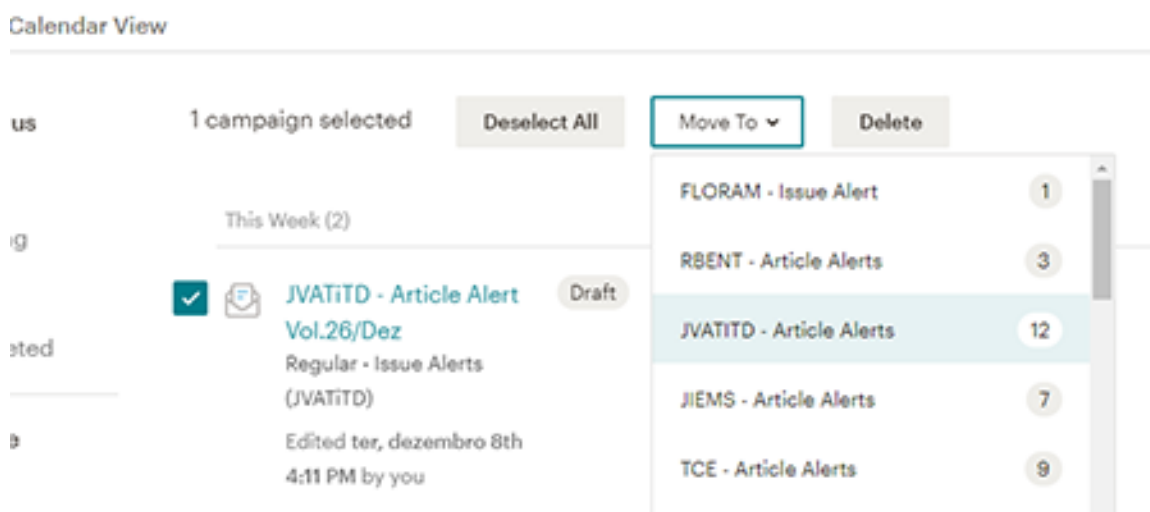 Calendar View
us
1 campaign selected
Deselect All
Move To
Delete
FLORAM - Issue Alert 1
This Week (2)
RBENT - Article Alerts 3
JVATiTD - Article Alert
Draft
Vol.26/Dez
Regular - Issue Alerts
(JVATiTD)
Edited ter, dezembro 8th
4:11 PM by you
JVATITD - Article Alerts 12
JIEMS - Article Alerts 7
TCE - Article Alerts 9